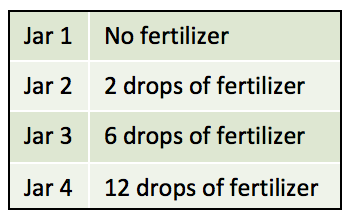 Jar 1 No fertilizer
Jar 2 2 drops of fertilizer
Jar 3 6 drops of fertilizer
Jar 4 12 drops of fertilizer